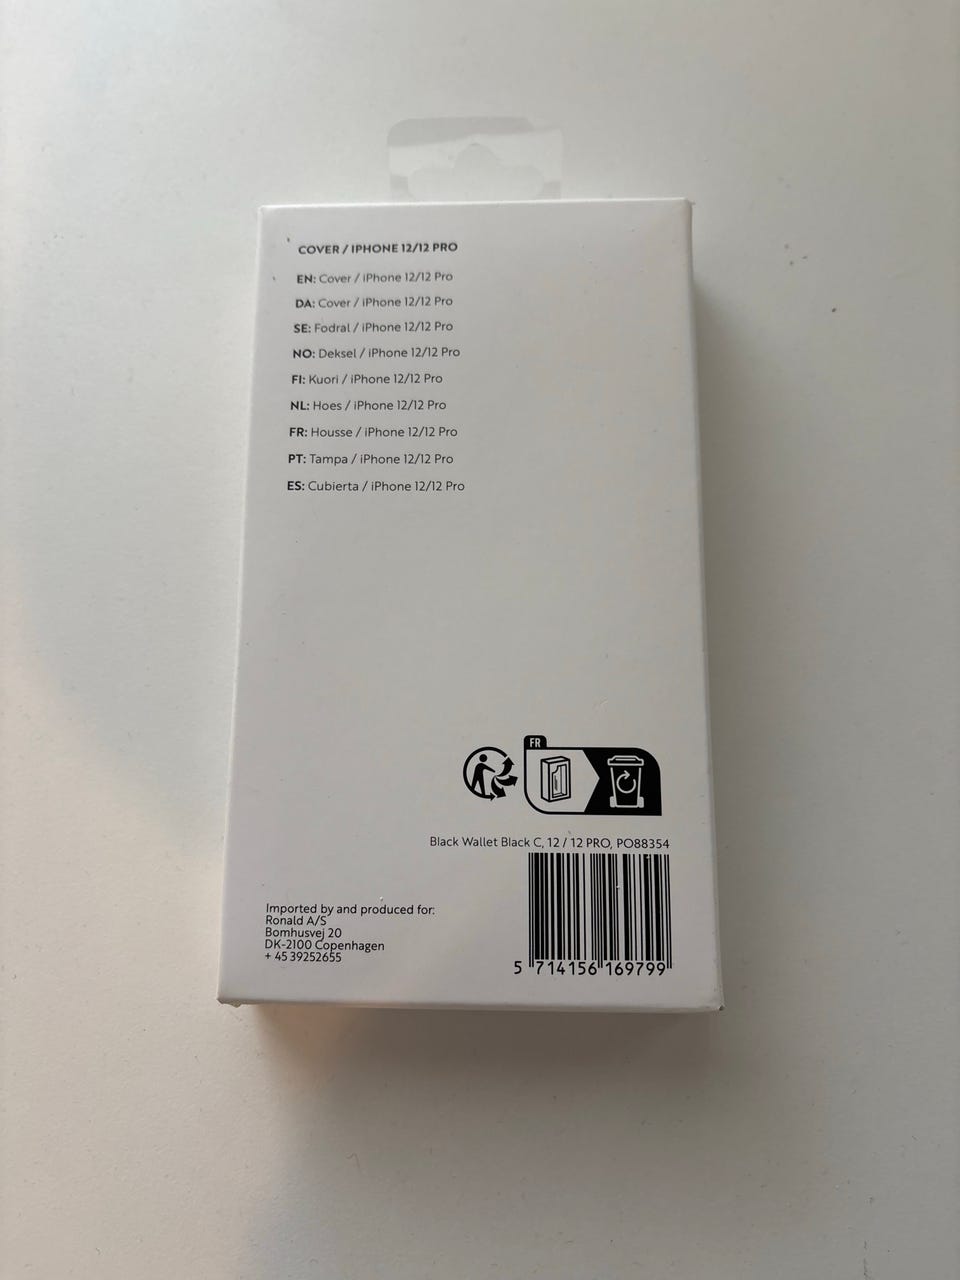 COVER / IPHONE 12/12 PRO
EN: Cover / iPhone 12/12 Pro
DA: Cover / iPhone 12/12 Pro
SE: Fodral / iPhone 12/12 Pro
NO: Deksel / iPhone 12/12 Pro
FI: Kuori / iPhone 12/12 Pro
NL: Hoes / iPhone 12/12 Pro
FR: Housse / iPhone 12/12 Pro
PT: Tampa / iPhone 12/12 Pro
ES: Cubierta / iPhone 12/12 Pro
FR
Black Wallet Black C, 12 / 12 PRO, PO88354
Imported by and produced for:
Ronald A/S
Bomhusvej 20
DK-2100 Copenhagen
+ 45 39252655
5 714156 169799